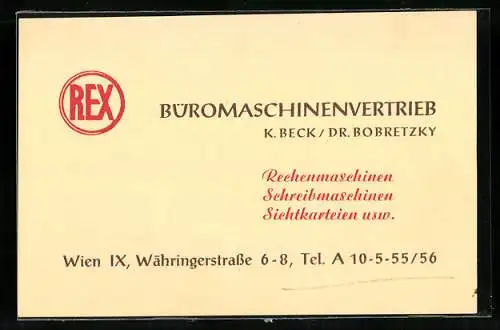 REX
BÜROMASCHINENVERTRIEB
K. BECK / DR. BOBRETZKY
Rechenmaschinen
Schreibmaschinen
Sichtkarteien usw.
Wien IX, Währingerstraße 6-8, Tel. A 10-5-55/56